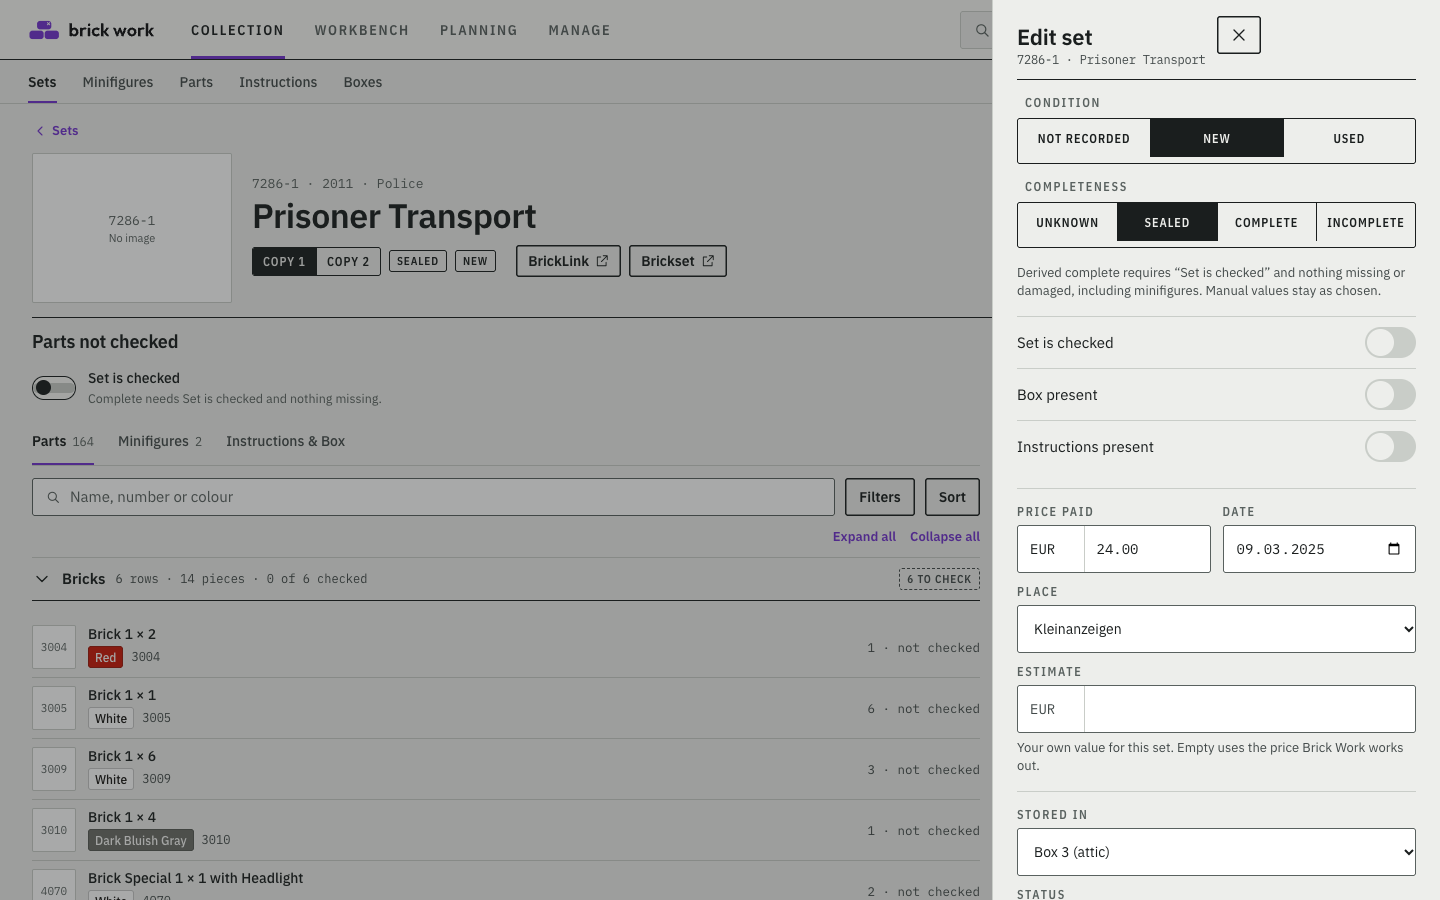 brick work
COLLECTION
WORKBENCH
PLANNING
MANAGE
Sets
Minifigures
Parts
Instructions
Boxes
Sets
7286-1
No image
7286-1 · 2011 · Police
Prisoner Transport
COPY 1
COPY 2
SEALED
NEW
BrickLink
Brickset
Parts not checked
Set is checked
Complete needs Set is checked and nothing missing.
Parts 164
Minifigures 2
Instructions & Box
Name, number or colour
Filters
Sort
Expand all
Collapse all
Bricks 6 rows · 14 pieces · 0 of 6 checked
6 TO CHECK
3004
Brick 1 × 2
Red 3004
1 · not checked
3005
Brick 1 × 1
White 3005
6 · not checked
3009
Brick 1 × 6
White 3009
3 · not checked
3010
Brick 1 × 4
Dark Bluish Gray 3010
1 · not checked
4070
Brick Special 1 × 1 with Headlight
White 4070
2 · not checked
Edit set
7286-1 · Prisoner Transport
CONDITION
NOT RECORDED
NEW
USED
COMPLETENESS
UNKNOWN
SEALED
COMPLETE
INCOMPLETE
Derived complete requires “Set is checked” and nothing missing or
damaged, including minifigures. Manual values stay as chosen.
Set is checked
Box present
Instructions present
PRICE PAID
EUR
24.00
DATE
09.03.2025
PLACE
Kleinanzeigen
ESTIMATE
EUR
Your own value for this set. Empty uses the price Brick Work works
out.
STORED IN
Box 3 (attic)
STATUS